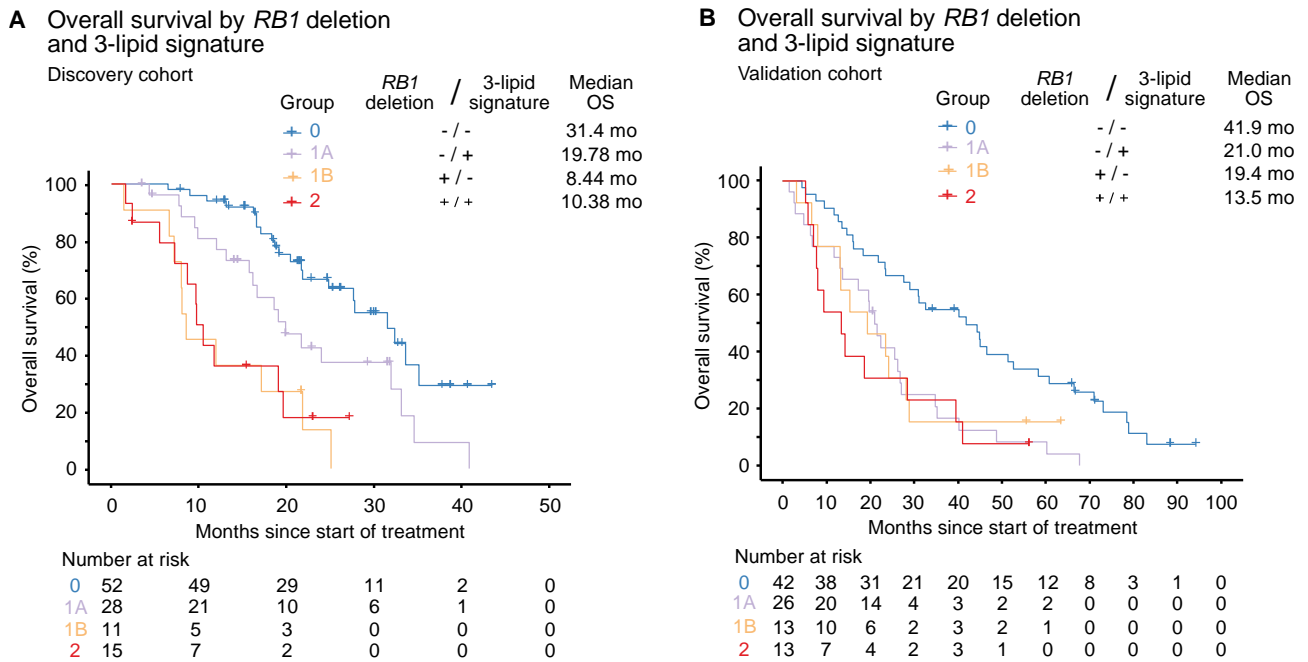 A Overall survival by RB1 deletion
and 3-lipid signature
Discovery cohort
Group RB1 deletion / 3-lipid signature Median OS
0 - / - 31.4 mo
1A - / + 19.78 mo
1B + / - 8.44 mo
2 + / + 10.38 mo
Overall survival (%)
100
80
60
40
20
0
0 10 20 30 40 50
Months since start of treatment
Number at risk
0 52 49 29 11 2 0
1A 28 21 10 6 1 0
1B 11 5 3 0 0 0
2 15 7 2 0 0 0
B Overall survival by RB1 deletion
and 3-lipid signature
Validation cohort
Group RB1 deletion / 3-lipid signature Median OS
0 - / - 41.9 mo
1A - / + 21.0 mo
1B + / - 19.4 mo
2 + / + 13.5 mo
Overall survival (%)
100
80
60
40
20
0
0 10 20 30 40 50 60 70 80 90 100
Months since start of treatment
Number at risk
0 42 38 31 21 20 15 12 8 3 1 0
1A 26 20 14 4 3 2 2 0 0 0 0
1B 13 10 6 2 3 2 1 0 0 0 0
2 13 7 4 2 3 1 0 0 0 0 0